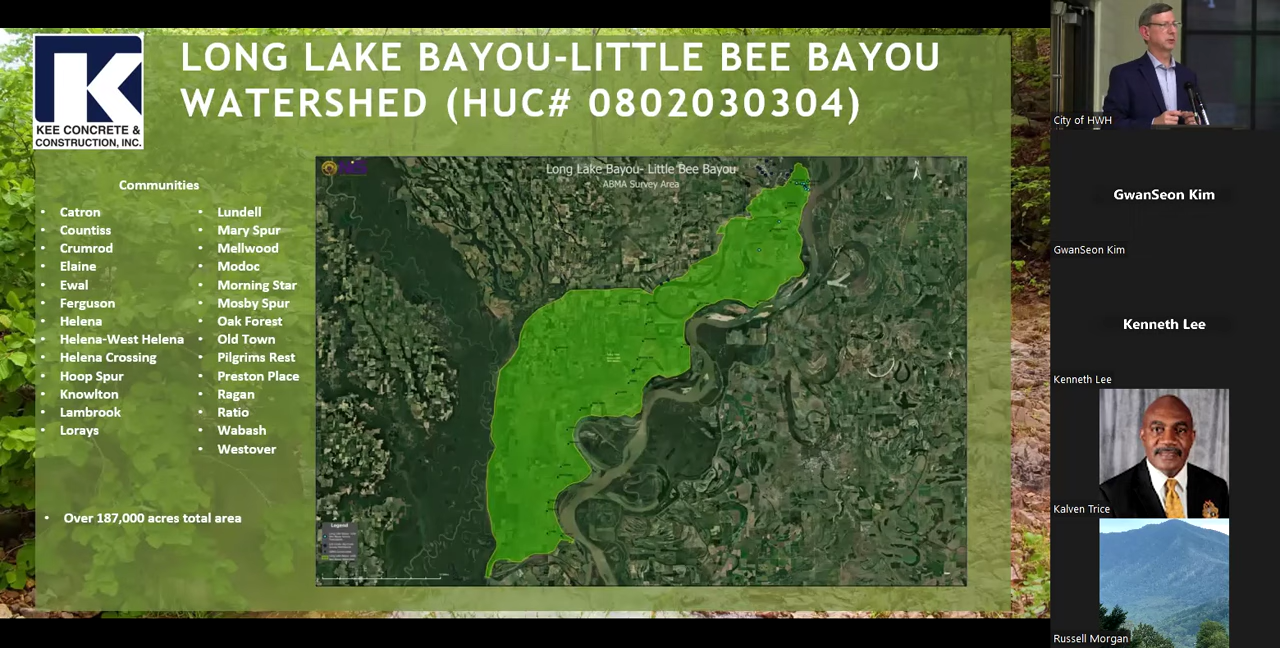 LONG LAKE BAYOU-LITTLE BEE BAYOU
WATERSHED (HUC# 0802030304)
K
KEE CONCRETE &
CONSTRUCTION, INC.
Communities
• Catron
• Countiss
• Crumrod
• Elaine
• Ewal
• Ferguson
• Helena
• Helena-West Helena
• Helena Crossing
• Hoop Spur
• Knowlton
• Lambrook
• Lorays
• Lundell
• Mary Spur
• Mellwood
• Modoc
• Morning Star
• Mosby Spur
• Oak Forest
• Old Town
• Pilgrims Rest
• Preston Place
• Ragan
• Ratio
• Wabash
• Westover
• Over 187,000 acres total area
Long Lake Bayou- Little Bee Bayou
ABMA Survey Area
N
Legend
City of HWH
GwanSeon Kim
GwanSeon Kim
Kenneth Lee
Kenneth Lee
Kalven Trice
Russell Morgan